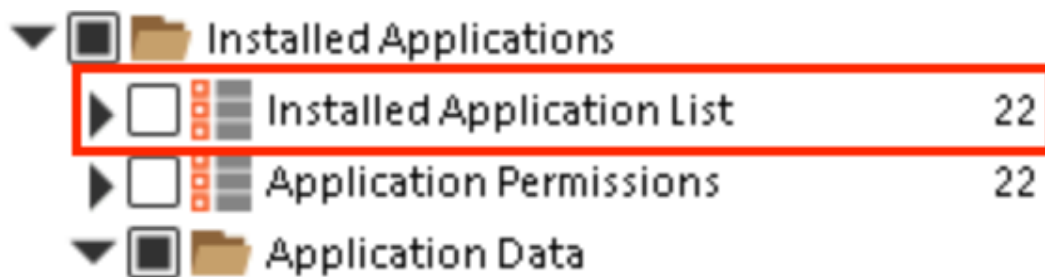 Installed Applications
Installed Application List 22
Application Permissions 22
Application Data